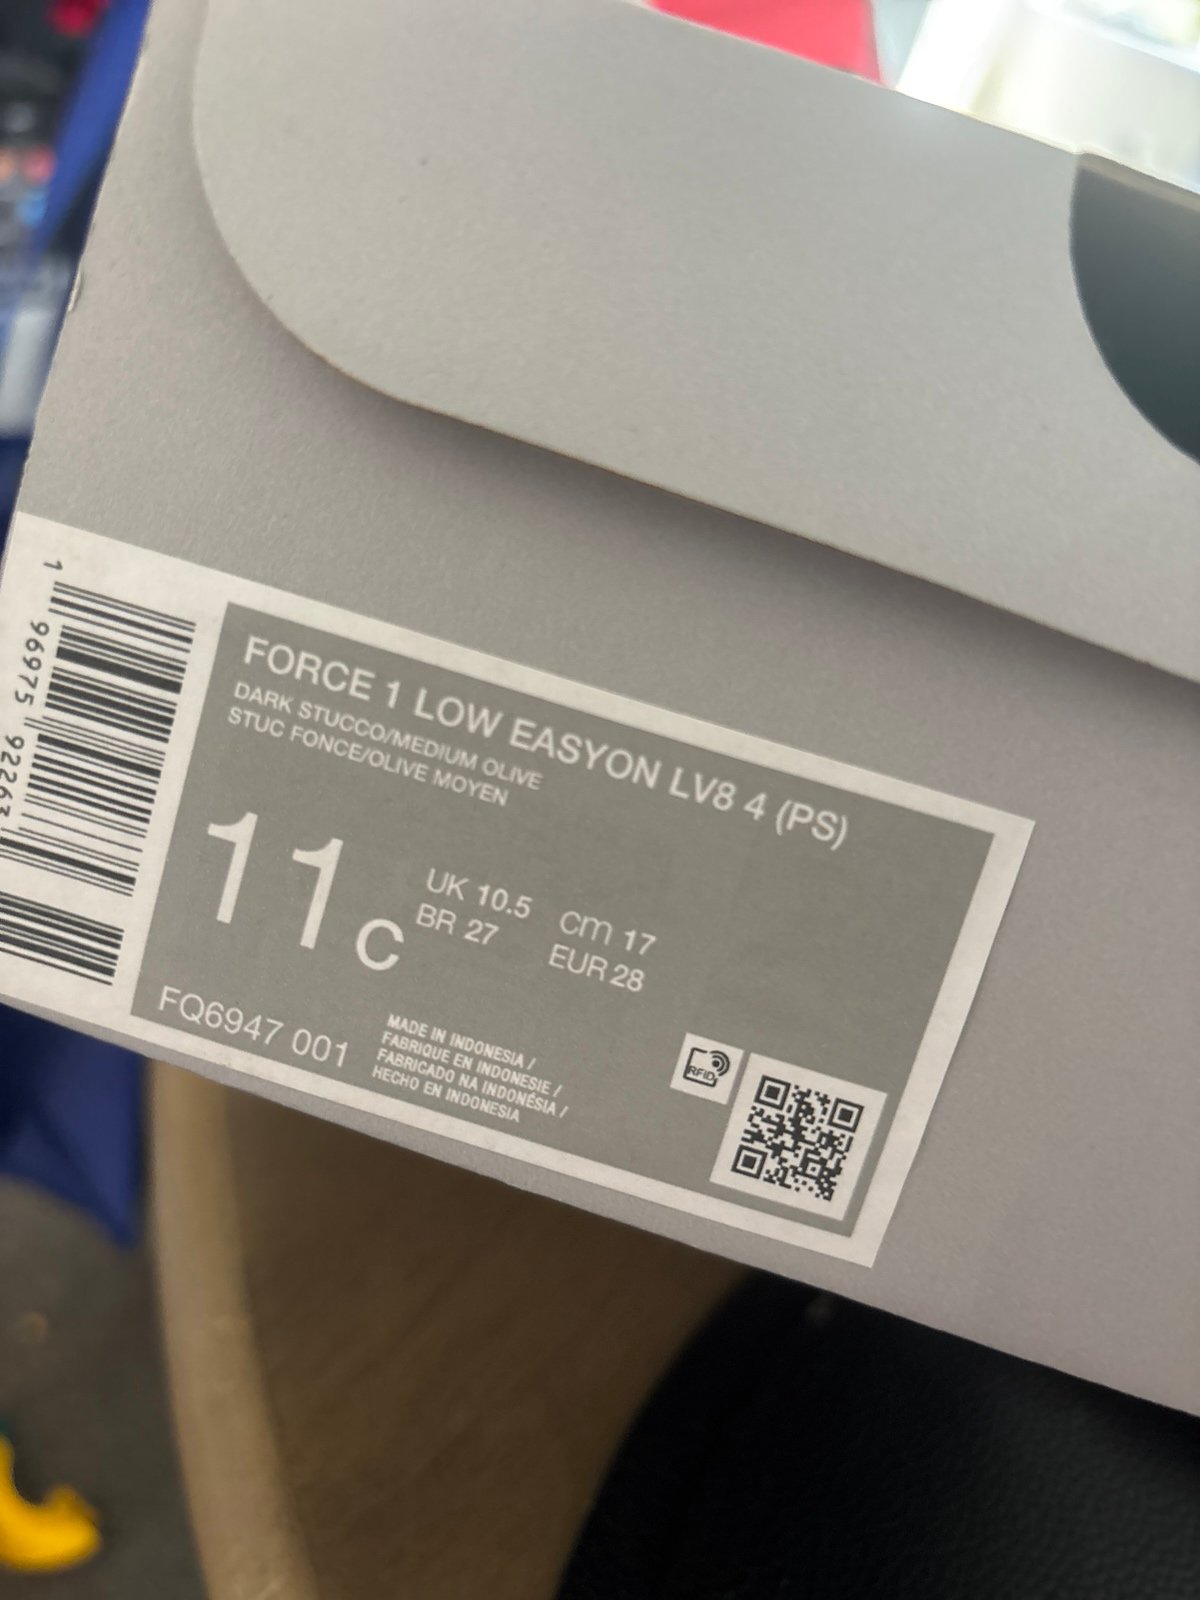 FORCE 1 LOW EASYON LV8 4 (PS)
DARK STUCCO/MEDIUM OLIVE
STUC FONCE/OLIVE MOYEN
11C
UK 10.5 cm 17
BR 27 EUR 28
FQ6947 001
MADE IN INDONESIA /
FABRIQUE EN INDONESIE /
FABRICADO NA INDONÉSIA /
HECHO EN INDONESIA
RFID
1 96975 92263